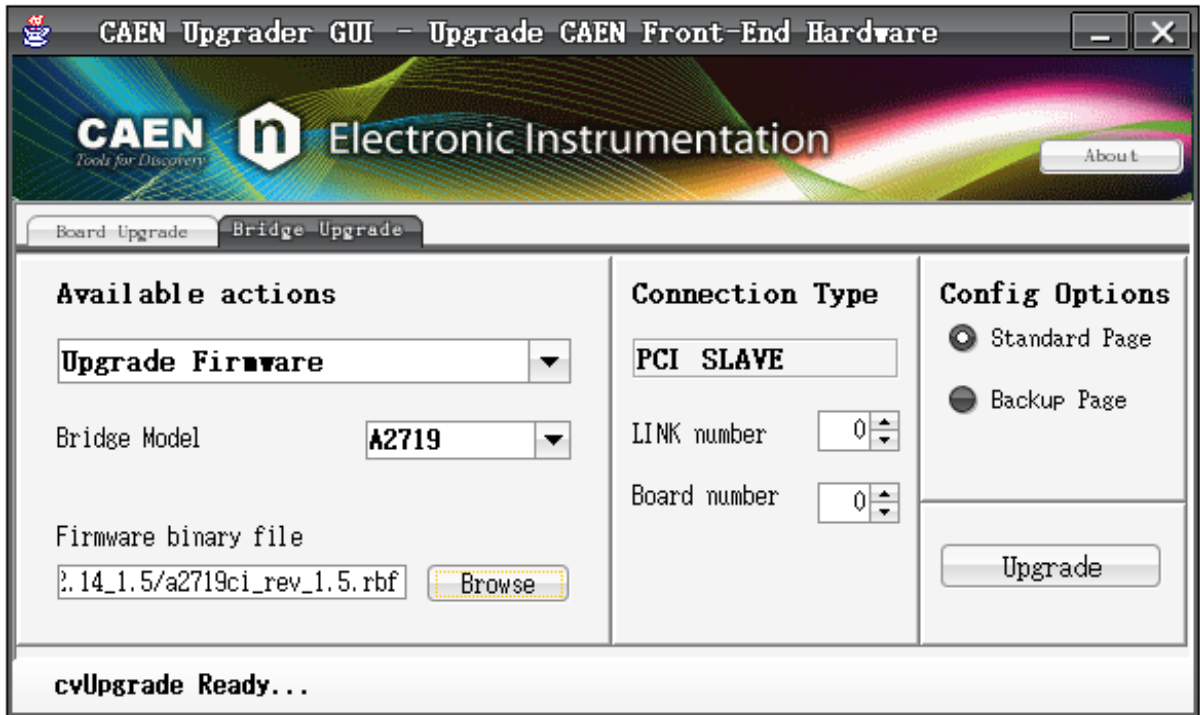 CAEN Upgrader GUI - Upgrade CAEN Front-End Hardware
CAEN n Electronic Instrumentation
Tools for Discovery
About
Board Upgrade Bridge Upgrade
Available actions
Upgrade Firmware
Bridge Model A2719
Firmware binary file
2.14_1.5/a2719ci_rev_1.5.rbf Browse
Connection Type
PCI SLAVE
LINK number 0
Board number 0
Config Options
Standard Page
Backup Page
Upgrade
cvUpgrade Ready...